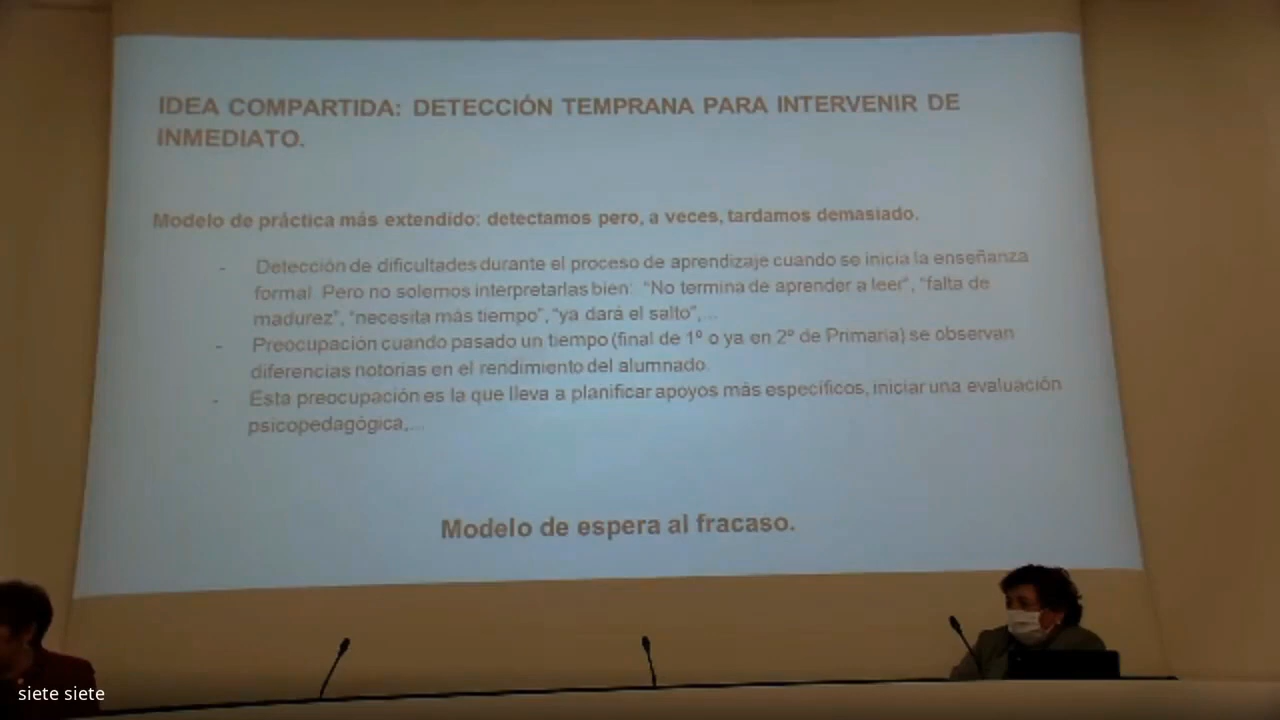 IDEA COMPARTIDA: DETECCIÓN TEMPRANA PARA INTERVENIR DE
INMEDIATO.
Modelo de práctica más extendido: detectamos pero, a veces, tardamos demasiado.
- Detección de dificultades durante el proceso de aprendizaje cuando se inicia la enseñanza
formal. Pero no solemos interpretarlas bien: “No termina de aprender a leer”, “falta de
madurez”, “necesita más tiempo”, “ya dará el salto”,...
- Preocupación cuando pasado un tiempo (final de 1º o ya en 2º de Primaria) se observan
diferencias notorias en el rendimiento del alumnado.
- Esta preocupación es la que lleva a planificar apoyos más específicos, iniciar una evaluación
psicopedagógica,...
Modelo de espera al fracaso.
siete siete